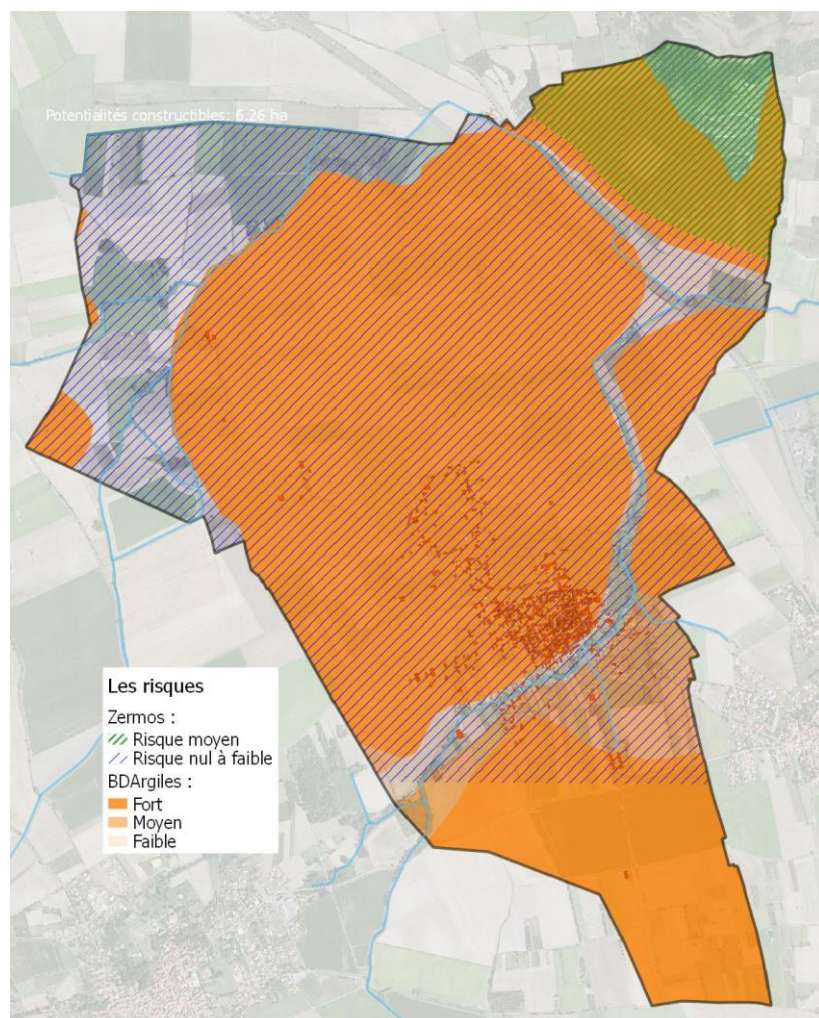 Potentialités constructibles: 6.26 ha
Les risques
Zermos :
Risque moyen
Risque nul à faible
BDArgiles :
Fort
Moyen
Faible